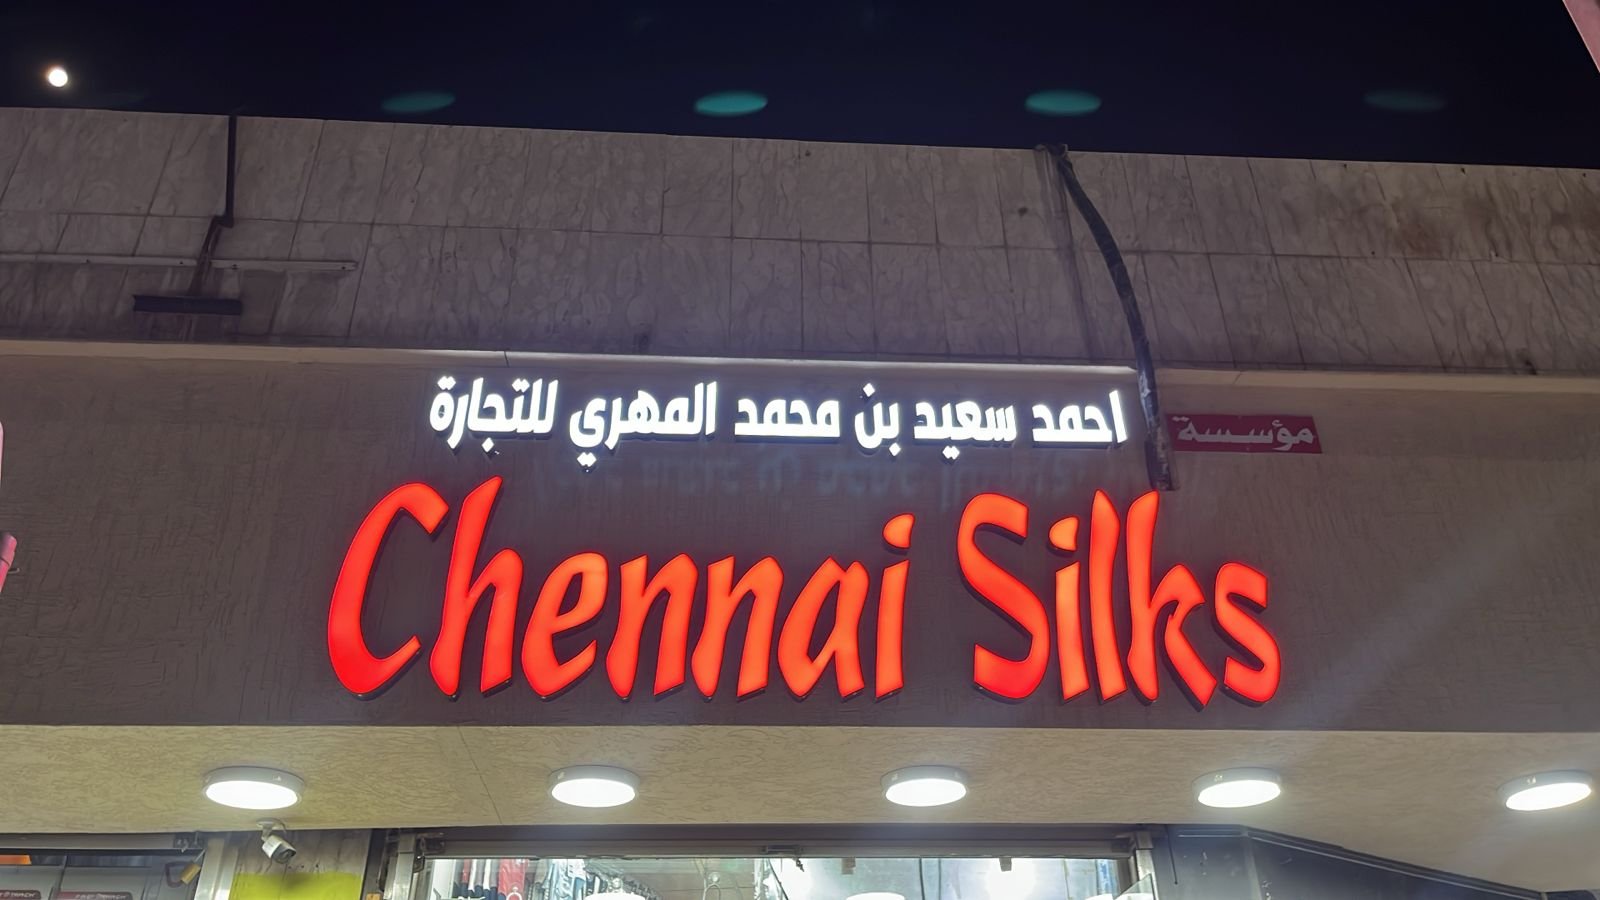 مؤسسة
احمد سعيد بن محمد المهري للتجارة
Chennai Silks